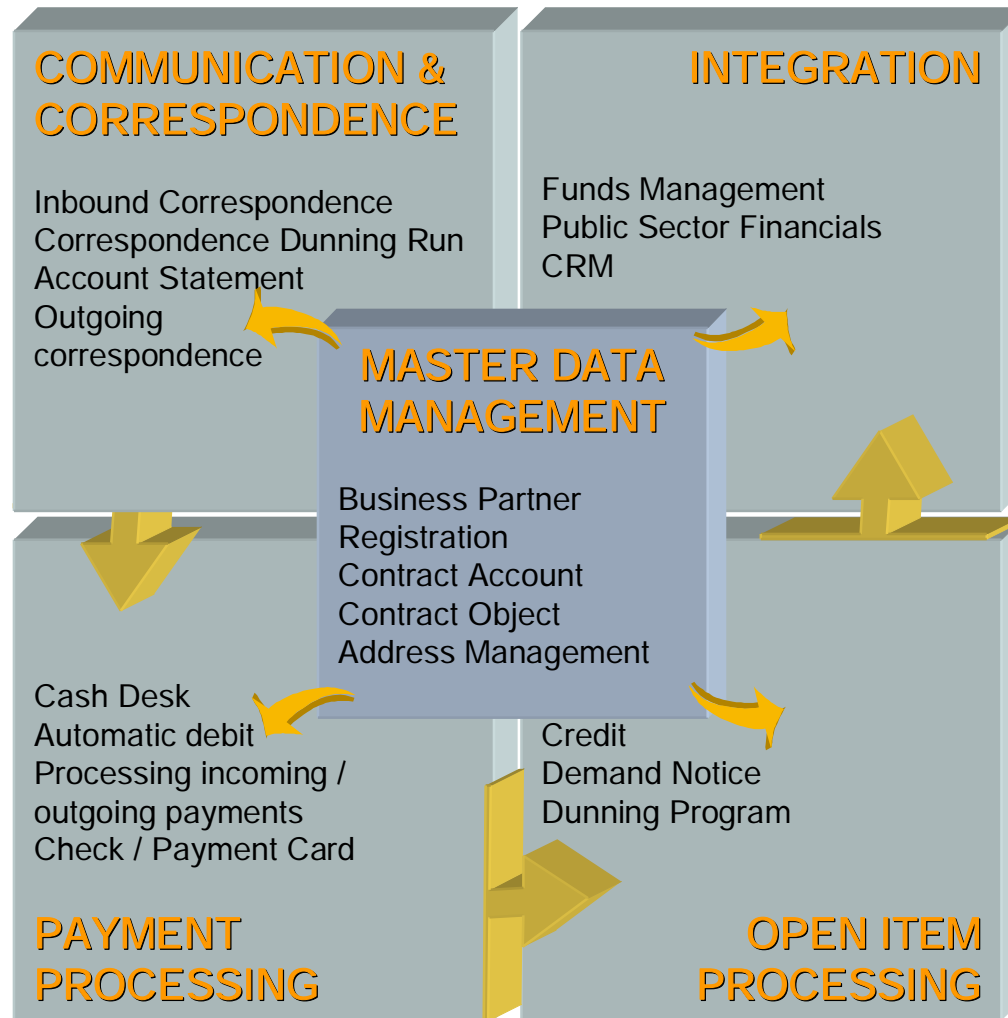 COMMUNICATION &
CORRESPONDENCE
Inbound Correspondence
Correspondence Dunning Run
Account Statement
Outgoing
correspondence
INTEGRATION
Funds Management
Public Sector Financials
CRM
MASTER DATA
MANAGEMENT
Business Partner
Registration
Contract Account
Contract Object
Address Management
Cash Desk
Automatic debit
Processing incoming /
outgoing payments
Check / Payment Card
PAYMENT
PROCESSING
Credit
Demand Notice
Dunning Program
OPEN ITEM
PROCESSING